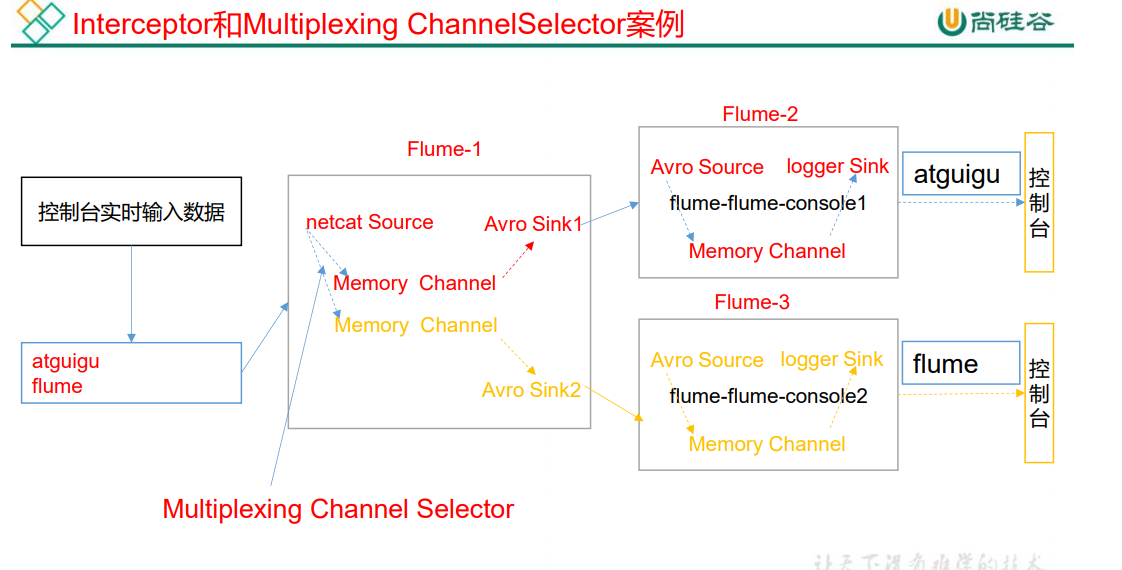 Interceptor和Multiplexing ChannelSelector案例
尚硅谷
控制台实时输入数据
atguigu
flume
Flume-1
netcat Source
Avro Sink1
Memory Channel
Memory Channel
Avro Sink2
Multiplexing Channel Selector
Flume-2
Avro Source
logger Sink
flume-flume-console1
Memory Channel
atguigu
控制台
Flume-3
Avro Source
logger Sink
flume-flume-console2
Memory Channel
flume
控制台
让天下没有难学的技术